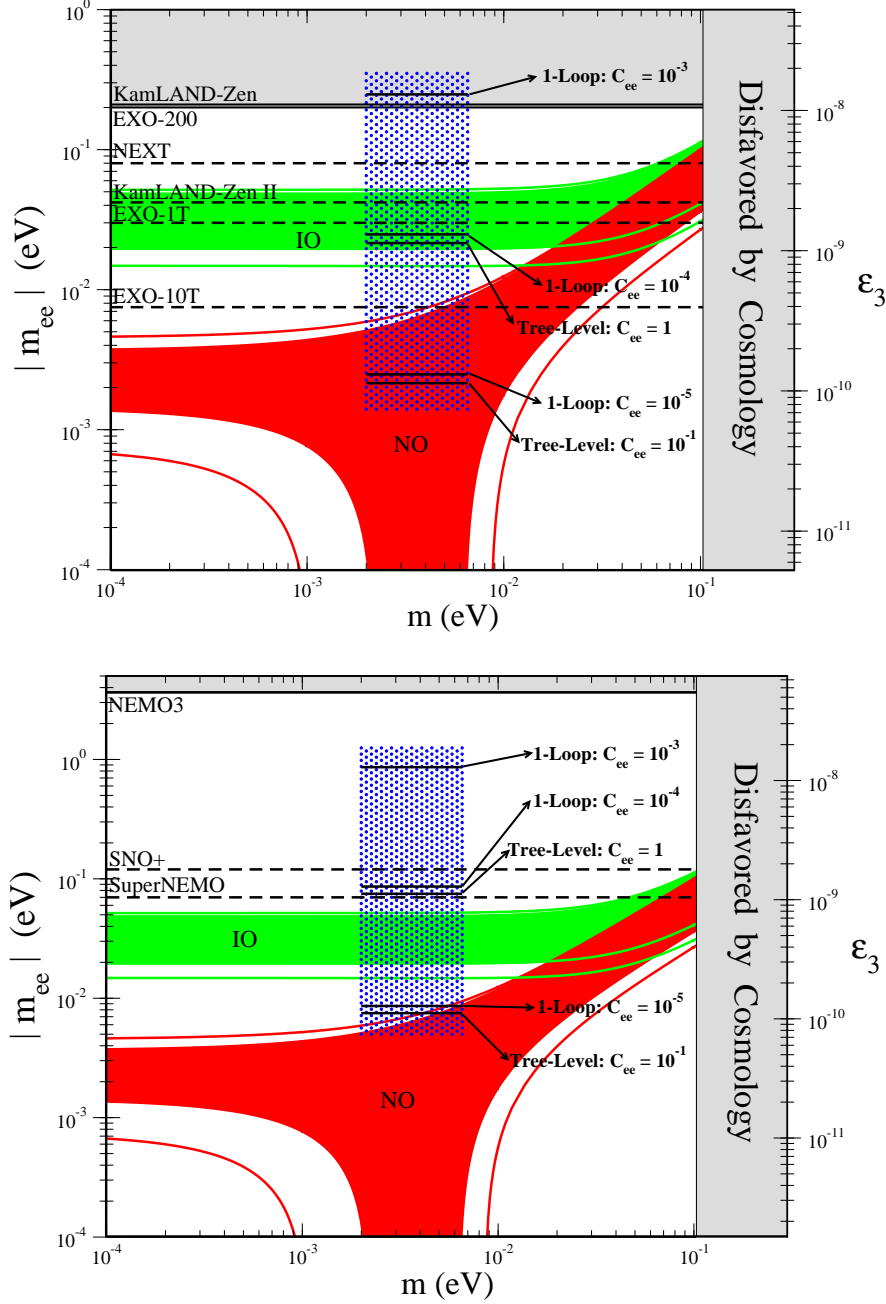 10^0
10^-1
10^-2
10^-3
10^-4
| m_ee | (eV)
KamLAND-Zen
EXO-200
NEXT
KamLAND-Zen II
EXO-1T
IO
EXO-10T
NO
1-Loop: C_ee = 10^-3
1-Loop: C_ee = 10^-4
Tree-Level: C_ee = 1
1-Loop: C_ee = 10^-5
Tree-Level: C_ee = 10^-1
Disfavored by Cosmology
10^-8
10^-9
10^-10
10^-11
ε_3
10^-4
10^-3
10^-2
10^-1
m (eV)
10^0
10^-1
10^-2
10^-3
10^-4
| m_ee | (eV)
NEMO3
SNO+
SuperNEMO
IO
NO
1-Loop: C_ee = 10^-3
1-Loop: C_ee = 10^-4
Tree-Level: C_ee = 1
1-Loop: C_ee = 10^-5
Tree-Level: C_ee = 10^-1
Disfavored by Cosmology
10^-8
10^-9
10^-10
10^-11
ε_3
10^-4
10^-3
10^-2
10^-1
m (eV)